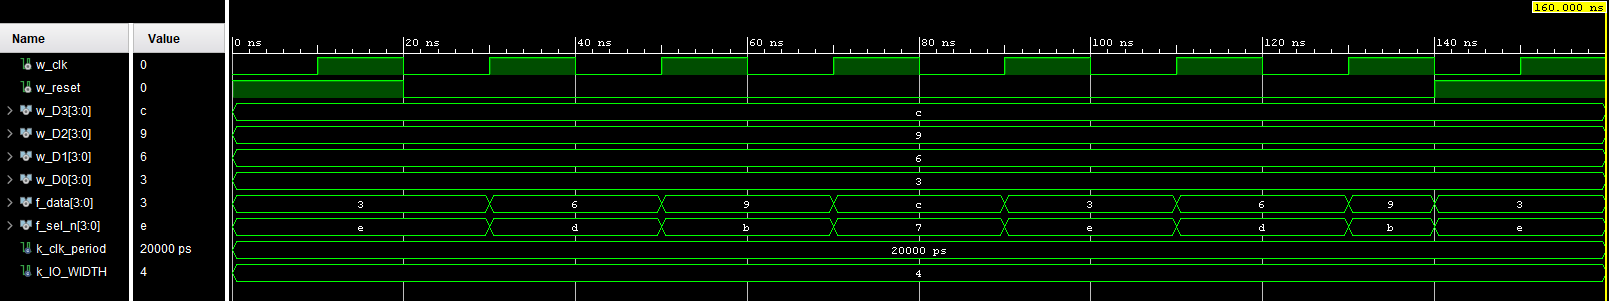 160.000 ns
Name Value
0 ns 20 ns 40 ns 60 ns 80 ns 100 ns 120 ns 140 ns
w_clk 0
w_reset 0
w_D3[3:0] c c
w_D2[3:0] 9 9
w_D1[3:0] 6 6
w_D0[3:0] 3 3
f_data[3:0] 3 3 6 9 c 3 6 9 3
f_sel_n[3:0] e e d b 7 e d b e
k_clk_period 20000 ps 20000 ps
k_IO_WIDTH 4 4